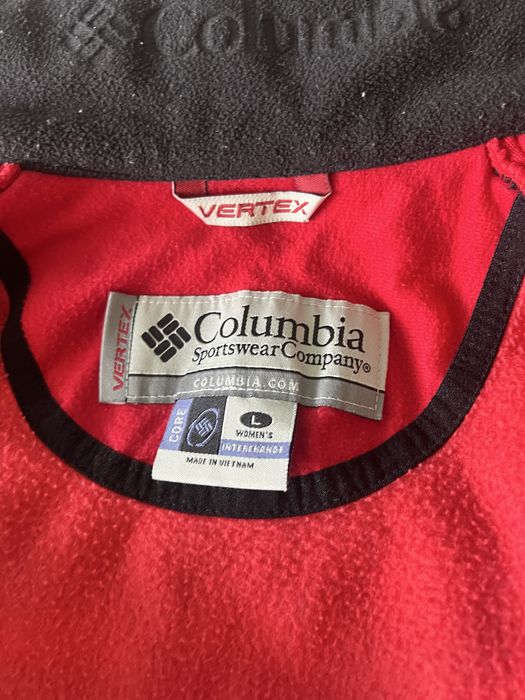 Columbia
VERTEX
VERTEX
Columbia
Sportswear Company®
COLUMBIA.COM
CORE
L
WOMEN'S
INTERCHANGE
MADE IN VIETNAM